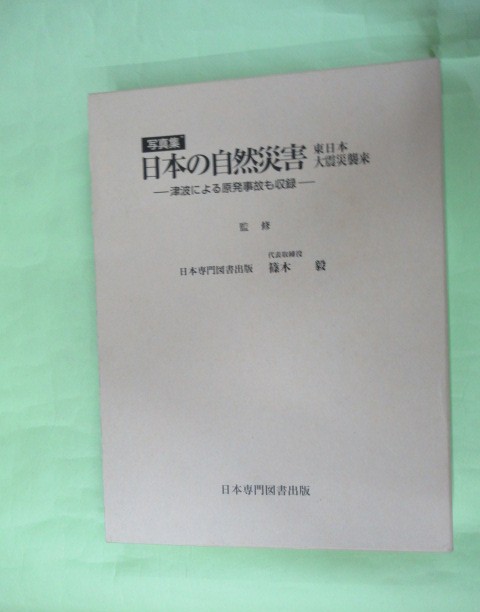 写真集
日本の自然災害 東日本大震災襲来
―津波による原発事故も収録―
監修
代表取締役
日本専門図書出版 篠木 毅
日本専門図書出版